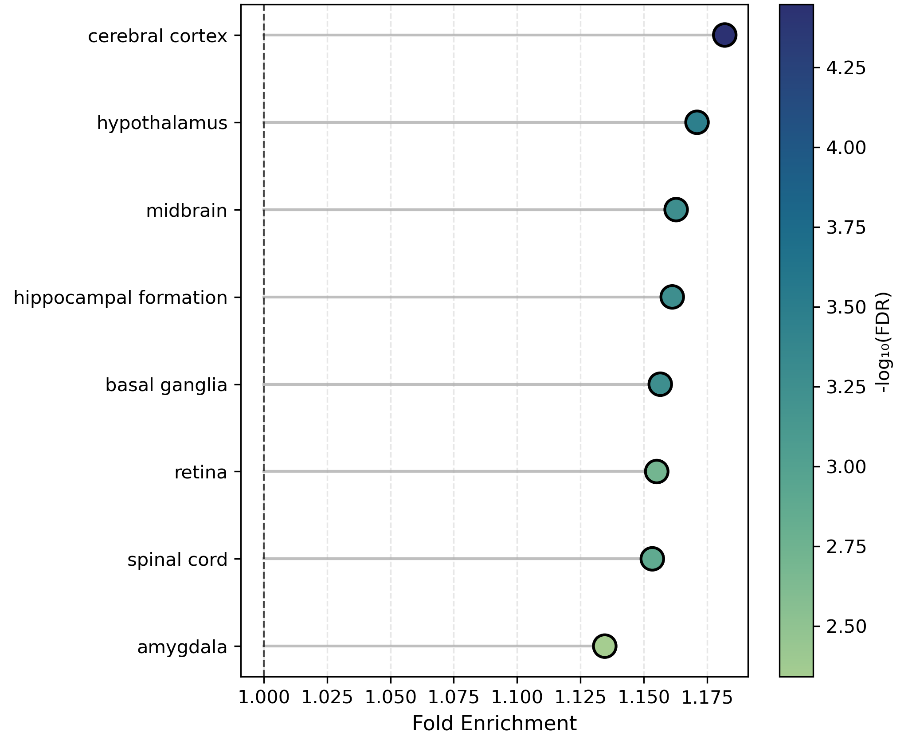 cerebral cortex
hypothalamus
midbrain
hippocampal formation
basal ganglia
retina
spinal cord
amygdala
1.000 1.025 1.050 1.075 1.100 1.125 1.150 1.175
Fold Enrichment
4.25
4.00
3.75
3.50
3.25
3.00
2.75
2.50
-log₁₀(FDR)